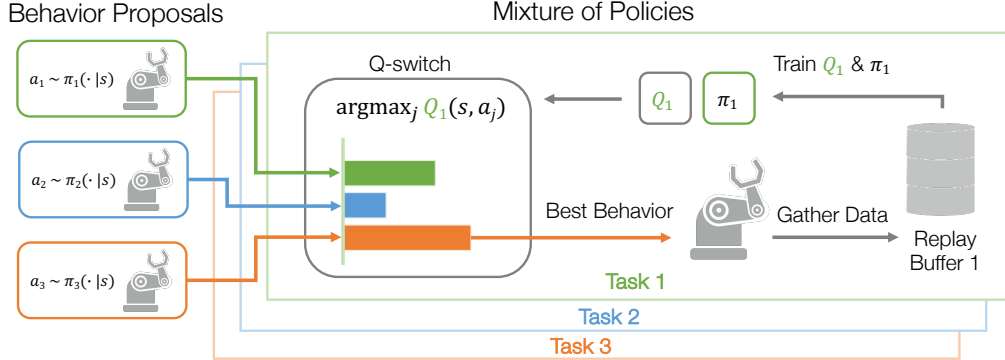 Behavior Proposals
Mixture of Policies
a₁ ~ π₁(· |s)
a₂ ~ π₂(· |s)
a₃ ~ π₃(· |s)
Q-switch
argmaxⱼ Q₁(s, aⱼ)
Q₁
π₁
Train Q₁ & π₁
Best Behavior
Gather Data
Replay
Buffer 1
Task 1
Task 2
Task 3